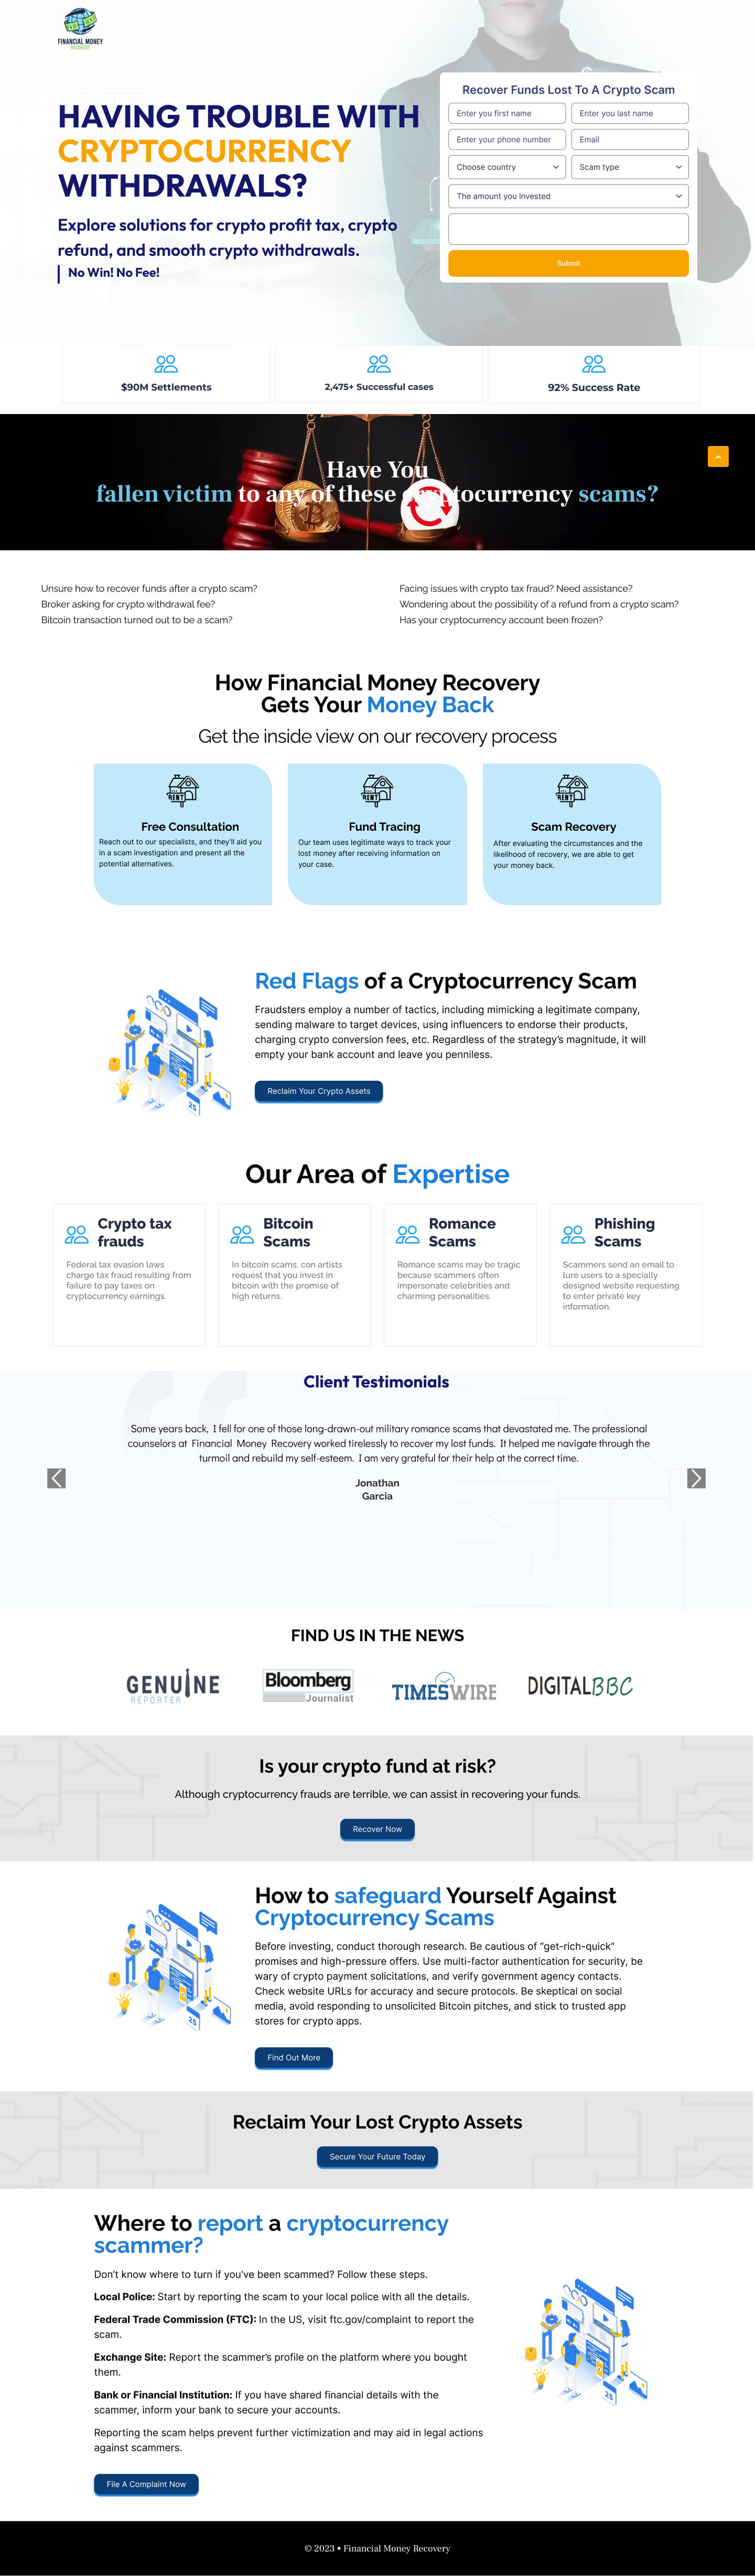 FINANCIAL MONEY
RECOVERY
HAVING TROUBLE WITH
CRYPTOCURRENCY
WITHDRAWALS?
Explore solutions for crypto profit tax, crypto
refund, and smooth crypto withdrawals.
No Win! No Fee!
Recover Funds Lost To A Crypto Scam
Enter you first name
Enter you last name
Enter your phone number
Email
Choose country
Scam type
The amount you invested
Submit
$90M Settlements
2,475+ Successful cases
92% Success Rate
Have You
fallen victim to any of these cryptocurrency scams?
Unsure how to recover funds after a crypto scam?
Broker asking for crypto withdrawal fee?
Bitcoin transaction turned out to be a scam?
Facing issues with crypto tax fraud? Need assistance?
Wondering about the possibility of a refund from a crypto scam?
Has your cryptocurrency account been frozen?
How Financial Money Recovery
Gets Your Money Back
Get the inside view on our recovery process
RENT
Free Consultation
Reach out to our specialists, and they'll aid you
in a scam investigation and present all the
potential alternatives.
RENT
Fund Tracing
Our team uses legitimate ways to track your
lost money after receiving information on
your case.
RENT
Scam Recovery
After evaluating the circumstances and the
likelihood of recovery, we are able to get
your money back.
Red Flags of a Cryptocurrency Scam
Fraudsters employ a number of tactics, including mimicking a legitimate company,
sending malware to target devices, using influencers to endorse their products,
charging crypto conversion fees, etc. Regardless of the strategy's magnitude, it will
empty your bank account and leave you penniless.
Reclaim Your Crypto Assets
25
Our Area of Expertise
Crypto tax
frauds
Federal tax evasion laws
charge tax fraud resulting from
failure to pay taxes on
cryptocurrency earnings.
Bitcoin
Scams
In bitcoin scams, con artists
request that you invest in
bitcoin with the promise of
high returns.
Romance
Scams
Romance scams may be tragic
because scammers often
impersonate celebrities and
charming personalities.
Phishing
Scams
Scammers send an email to
lure users to a specially
designed website requesting
to enter private key
information.
Client Testimonials
Some years back, I fell for one of those long-drawn-out military romance scams that devastated me. The professional
counselors at Financial Money Recovery worked tirelessly to recover my lost funds. It helped me navigate through the
turmoil and rebuild my self-esteem. I am very grateful for their help at the correct time.
Jonathan
Garcia
FIND US IN THE NEWS
GENUINE
REPORTER
Bloomberg
Journalist
TIMESWIRE
DIGITALBBC
Is your crypto fund at risk?
Although cryptocurrency frauds are terrible, we can assist in recovering your funds.
Recover Now
How to safeguard Yourself Against
Cryptocurrency Scams
Before investing, conduct thorough research. Be cautious of "get-rich-quick"
promises and high-pressure offers. Use multi-factor authentication for security, be
wary of crypto payment solicitations, and verify government agency contacts.
Check website URLs for accuracy and secure protocols. Be skeptical on social
media, avoid responding to unsolicited Bitcoin pitches, and stick to trusted app
stores for crypto apps.
Find Out More
25
Reclaim Your Lost Crypto Assets
Secure Your Future Today
Where to report a cryptocurrency
scammer?
Don't know where to turn if you've been scammed? Follow these steps.
Local Police: Start by reporting the scam to your local police with all the details.
Federal Trade Commission (FTC): In the US, visit ftc.gov/complaint to report the
scam.
Exchange Site: Report the scammer's profile on the platform where you bought
them.
Bank or Financial Institution: If you have shared financial details with the
scammer, inform your bank to secure your accounts.
Reporting the scam helps prevent further victimization and may aid in legal actions
against scammers.
File A Complaint Now
25
© 2023 • Financial Money Recovery